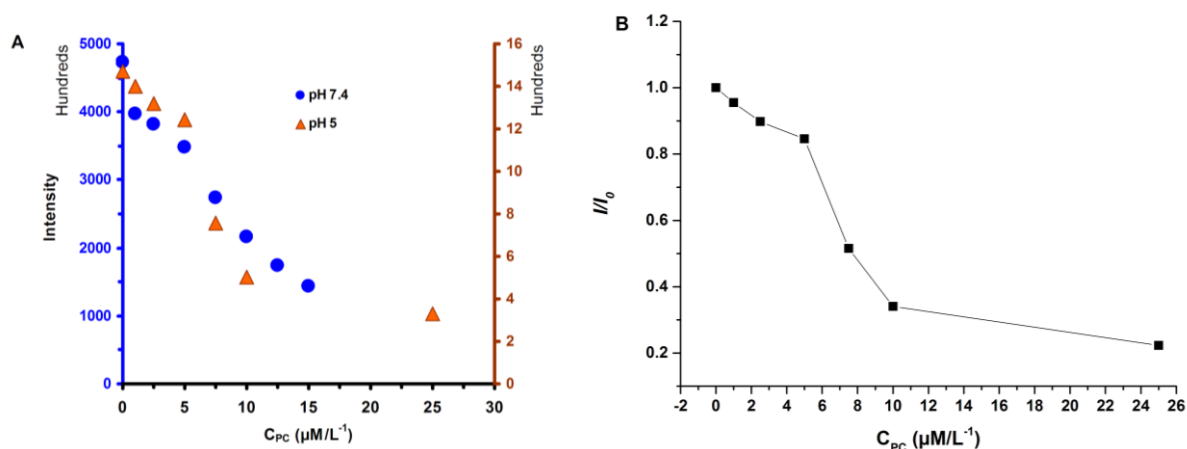 A
5000
4000
3000
2000
1000
0
Hundreds
Intensity
16
14
12
10
8
6
4
2
0
Hundreds
pH 7.4
pH 5
0 5 10 15 20 25 30
C_PC (µM/L⁻¹)
B
1.2
1.0
0.8
0.6
0.4
0.2
I/I₀
-2 0 2 4 6 8 10 12 14 16 18 20 22 24 26
C_PC (µM/L⁻¹)